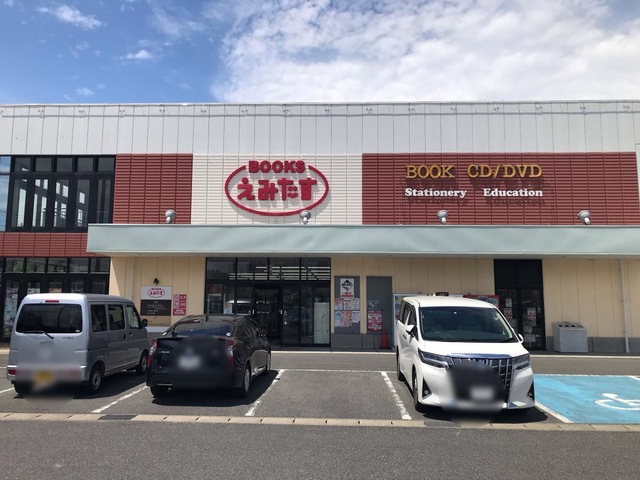 BOOKS
えみたす
BOOK CD/DVD
Stationery Education